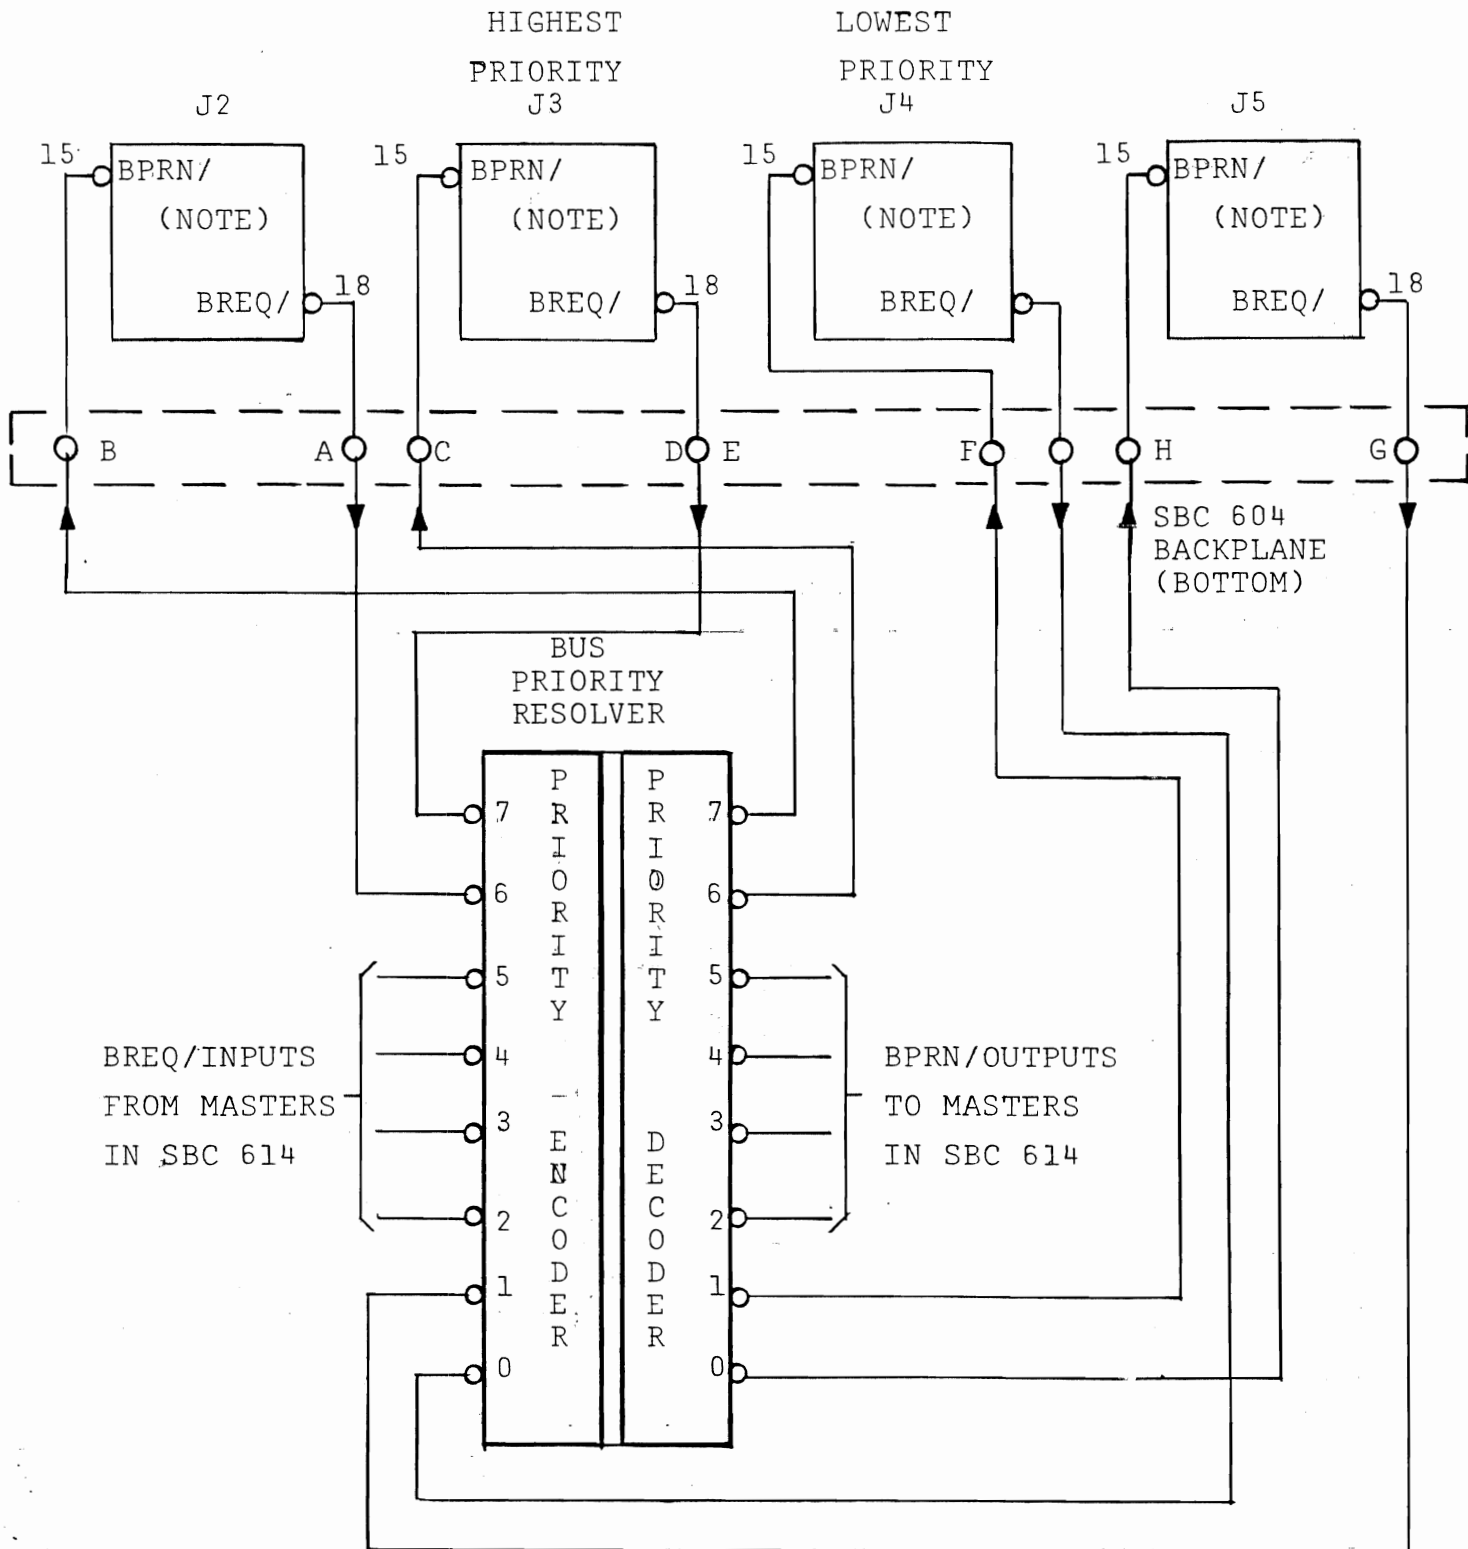 HIGHEST
PRIORITY
J3
LOWEST
PRIORITY
J4
J2
J5
15
BPRN/
(NOTE)
BREQ/
18
15
BPRN/
(NOTE)
BREQ/
18
15
BPRN/
(NOTE)
BREQ/
15
BPRN/
(NOTE)
BREQ/
18
B
A
C
D
E
F
H
G
SBC 604
BACKPLANE
(BOTTOM)
BUS
PRIORITY
RESOLVER
PRIORITY - ENCODER
PRIORITY DECODER
7
6
5
4
3
2
1
0
7
6
5
4
3
2
1
0
BREQ/INPUTS
FROM MASTERS
IN SBC 614
BPRN/OUTPUTS
TO MASTERS
IN SBC 614